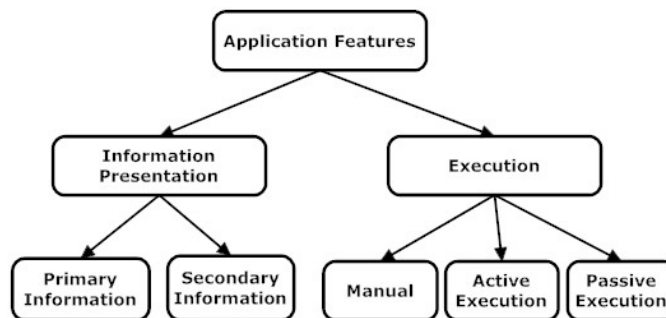 Application Features
Information
Presentation
Execution
Primary
Information
Secondary
Information
Manual
Active
Execution
Passive
Execution